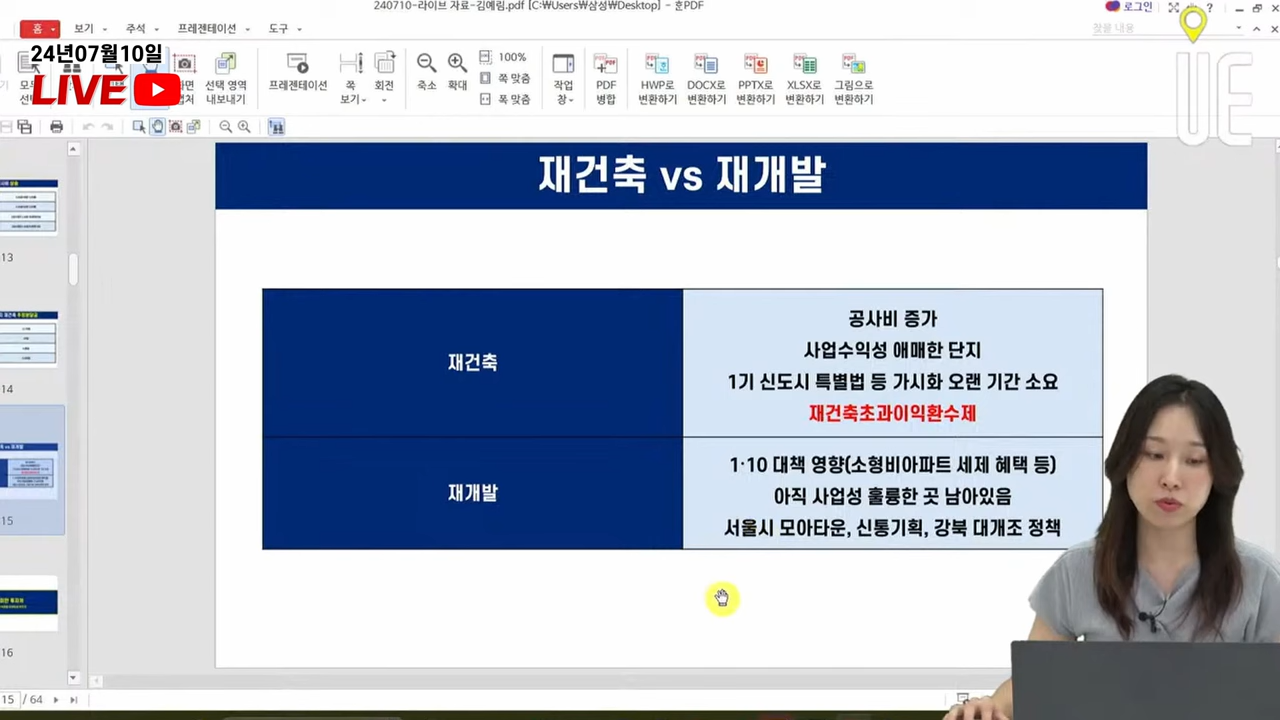 240710-라이브 자료-김예림.pdf [C:\Users\삼성\Desktop] - 훈PDF
로그인
홈 보기 주석 프레젠테이션 도구
찾을 내용
24년07월10일
LIVE
프레젠테이션
쪽 보기
회전
축소
확대
100%
쪽 맞춤
폭 맞춤
작업 창
PDF 병합
HWP로 변환하기
DOCX로 변환하기
PPTX로 변환하기
XLSX로 변환하기
그림으로 변환하기
선택 영역 내보내기
UE
재건축 vs 재개발
재건축
공사비 증가
사업수익성 애매한 단지
1기 신도시 특별법 등 가시화 오랜 기간 소요
재건축초과이익환수제
재개발
1·10 대책 영향(소형비아파트 세제 혜택 등)
아직 사업성 훌륭한 곳 남아있음
서울시 모아타운, 신통기획, 강북 대개조 정책
13
14
15
16
15 / 64